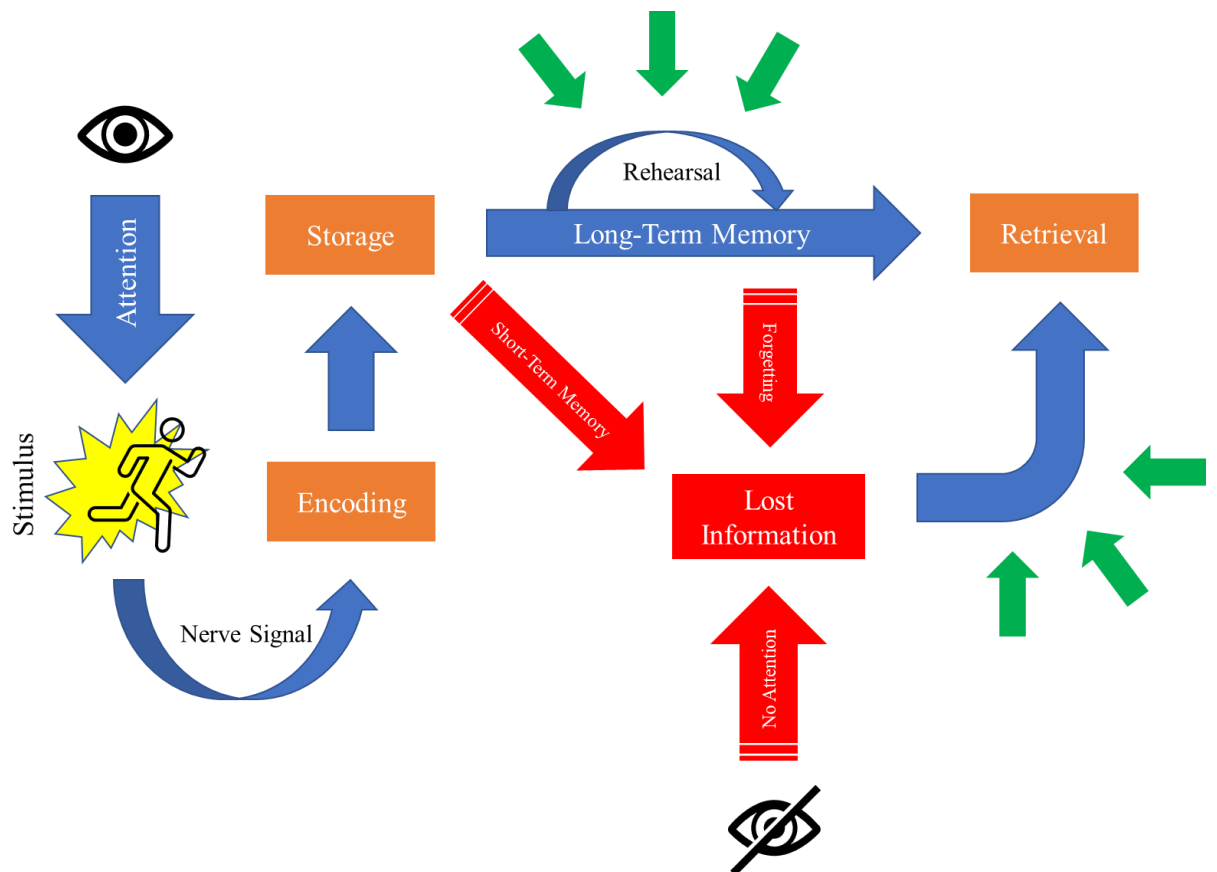 Attention
Stimulus
Nerve Signal
Encoding
Storage
Rehearsal
Long-Term Memory
Short-Term Memory
Forgetting
Lost
Information
No Attention
Retrieval